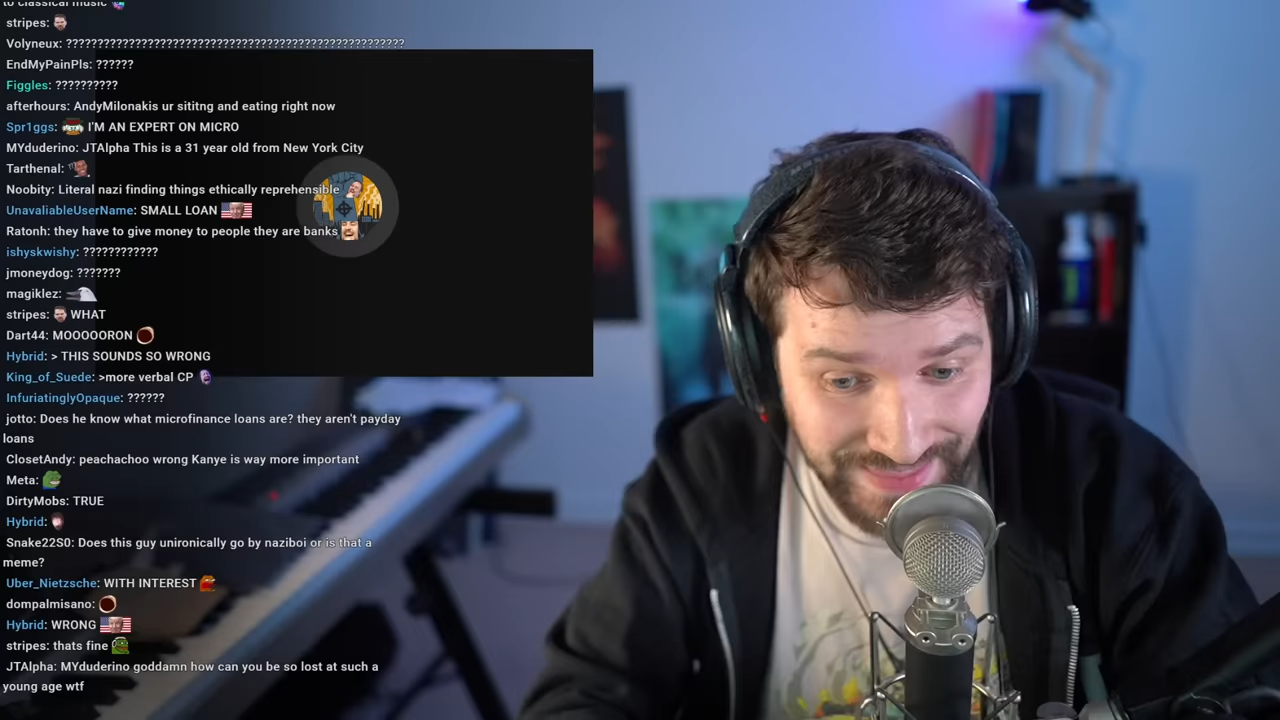 to classical music
stripes:
Volyneux: ??????????????????????????????????????????????????????
EndMyPainPls: ??????
Figgles: ??????????
afterhours: AndyMilonakis ur sititng and eating right now
Spr1ggs: I'M AN EXPERT ON MICRO
MYduderino: JTAlpha This is a 31 year old from New York City
Tarthenal:
Noobity: Literal nazi finding things ethically reprehensible
UnavaliableUserName: SMALL LOAN
Ratonh: they have to give money to people they are banks
ishyskwishy: ????????????
jmoneydog: ???????
magiklez:
stripes: WHAT
Dart44: MOOOOORON
Hybrid: > THIS SOUNDS SO WRONG
King_of_Suede: >more verbal CP
InfuriatinglyOpaque: ??????
jotto: Does he know what microfinance loans are? they aren't payday
loans
ClosetAndy: peachachoo wrong Kanye is way more important
Meta:
DirtyMobs: TRUE
Hybrid:
Snake22S0: Does this guy unironically go by naziboi or is that a
meme?
Uber_Nietzsche: WITH INTEREST
dompalmisano:
Hybrid: WRONG
stripes: thats fine
JTAlpha: MYduderino goddamn how can you be so lost at such a
young age wtf